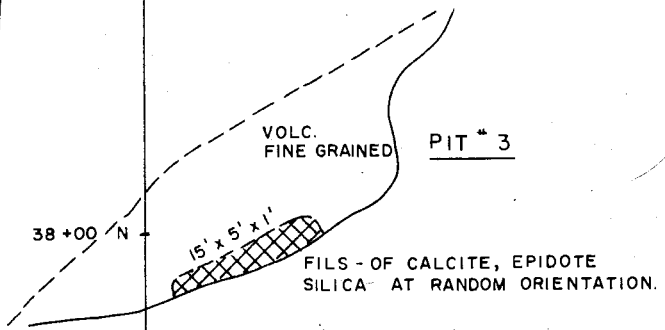 VOLC.
FINE GRAINED
PIT # 3
38+00 N
15' x 5' x 1'
FILS - OF CALCITE, EPIDOTE
SILICA AT RANDOM ORIENTATION.